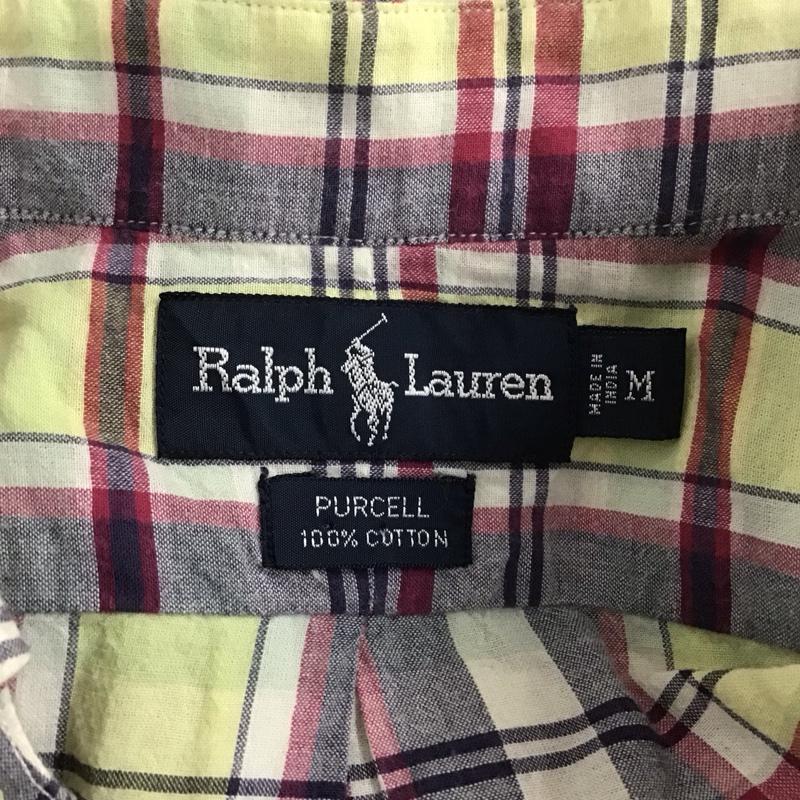 Ralph Lauren
MADE IN
INDIA
M
PURCELL
100% COTTON